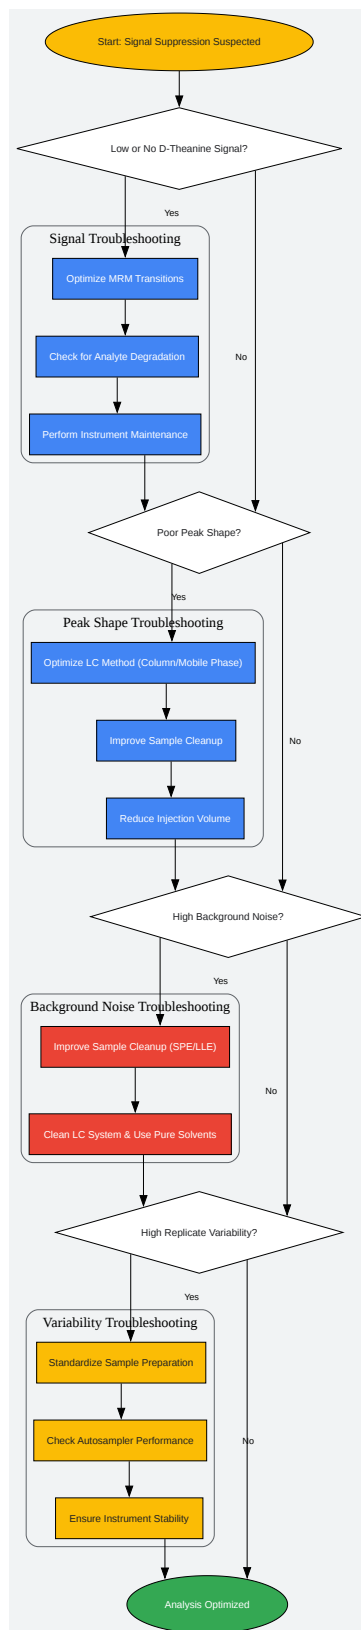 Start: Signal Suppression Suspected
Low or No D-Theanine Signal?
Yes
Signal Troubleshooting
Optimize MRM Transitions
Check for Analyte Degradation
No
Perform Instrument Maintenance
Poor Peak Shape?
Yes
Peak Shape Troubleshooting
Optimize LC Method (Column/Mobile Phase)
Improve Sample Cleanup
No
Reduce Injection Volume
High Background Noise?
Yes
Background Noise Troubleshooting
Improve Sample Cleanup (SPE/LLE)
No
Clean LC System & Use Pure Solvents
High Replicate Variability?
Yes
Variability Troubleshooting
Standardize Sample Preparation
Check Autosampler Performance
No
Ensure Instrument Stability
Analysis Optimized